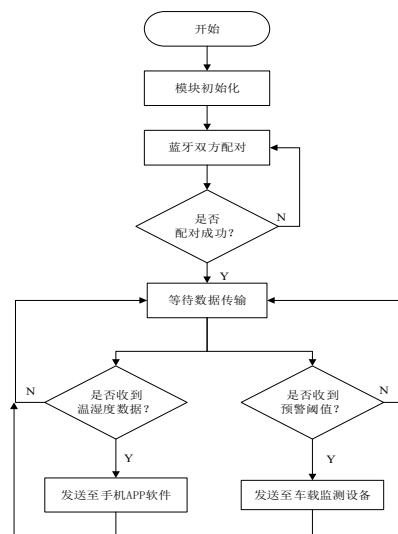 开始
模块初始化
蓝牙双方配对
是否
配对成功？
N
Y
等待数据传输
N
是否收到
温湿度数据？
是否收到
预警阈值？
N
Y
Y
发送至手机APP软件
发送至车载监测设备